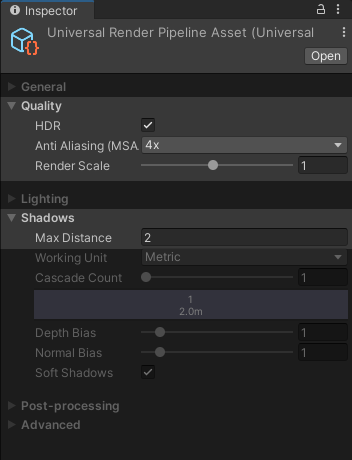 Inspector
Universal Render Pipeline Asset (Universal
Open
General
Quality
HDR
Anti Aliasing (MSA 4x
Render Scale 1
Lighting
Shadows
Max Distance 2
Working Unit Metric
Cascade Count 1
1
2.0m
Depth Bias 1
Normal Bias 1
Soft Shadows
Post-processing
Advanced